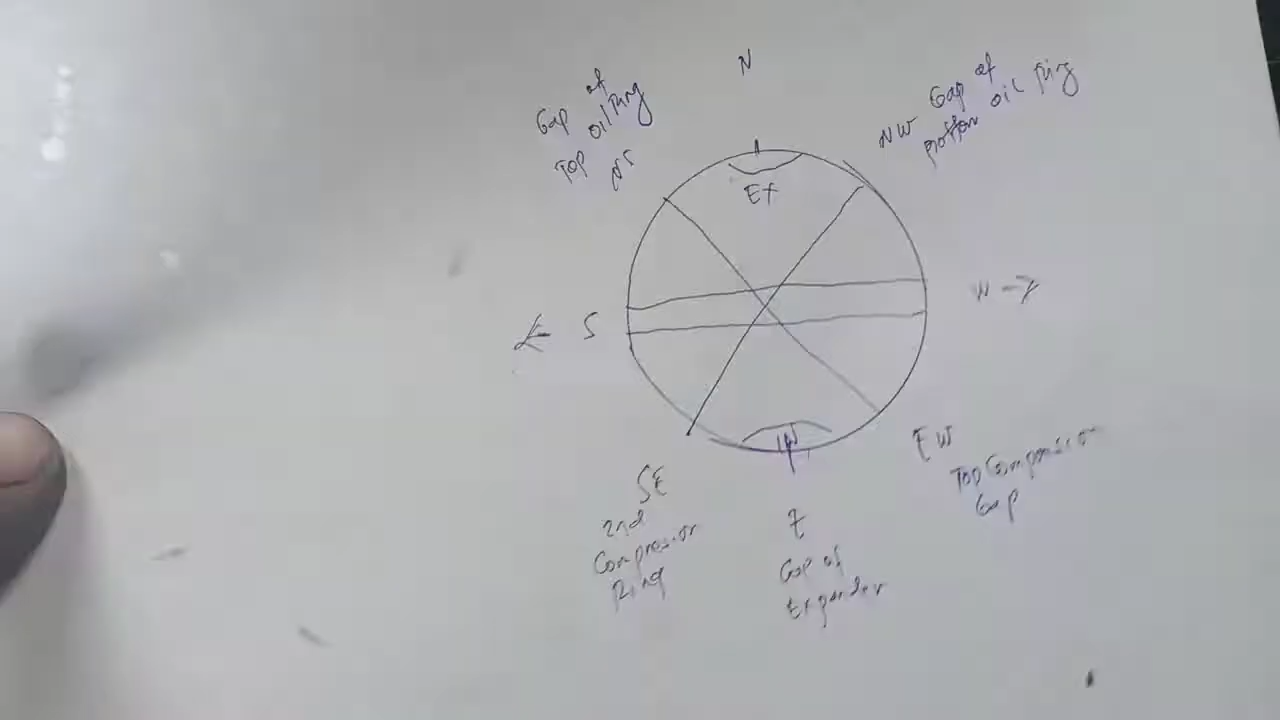 N
Gap of
Oil Ring
Top
NS
NW Gap of
Bottom oil Ring
EX
S
W
IN
EW
Top Compression
Gap
SE
2nd
Compression
Ring
E
Gap of
Expander